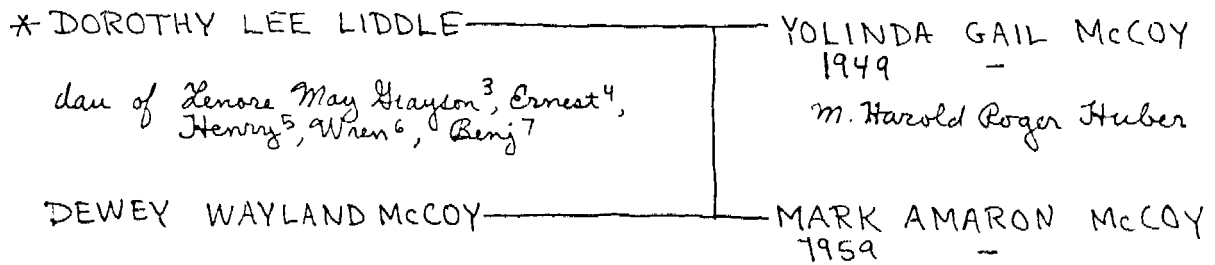 * DOROTHY LEE LIDDLE
dau of Lenore May Grayson³, Ernest⁴,
Henry⁵, Wren⁶, Benj⁷
DEWEY WAYLAND McCOY
YOLINDA GAIL McCOY
1949 –
m. Harold Roger Huber
MARK AMARON McCOY
1959 –